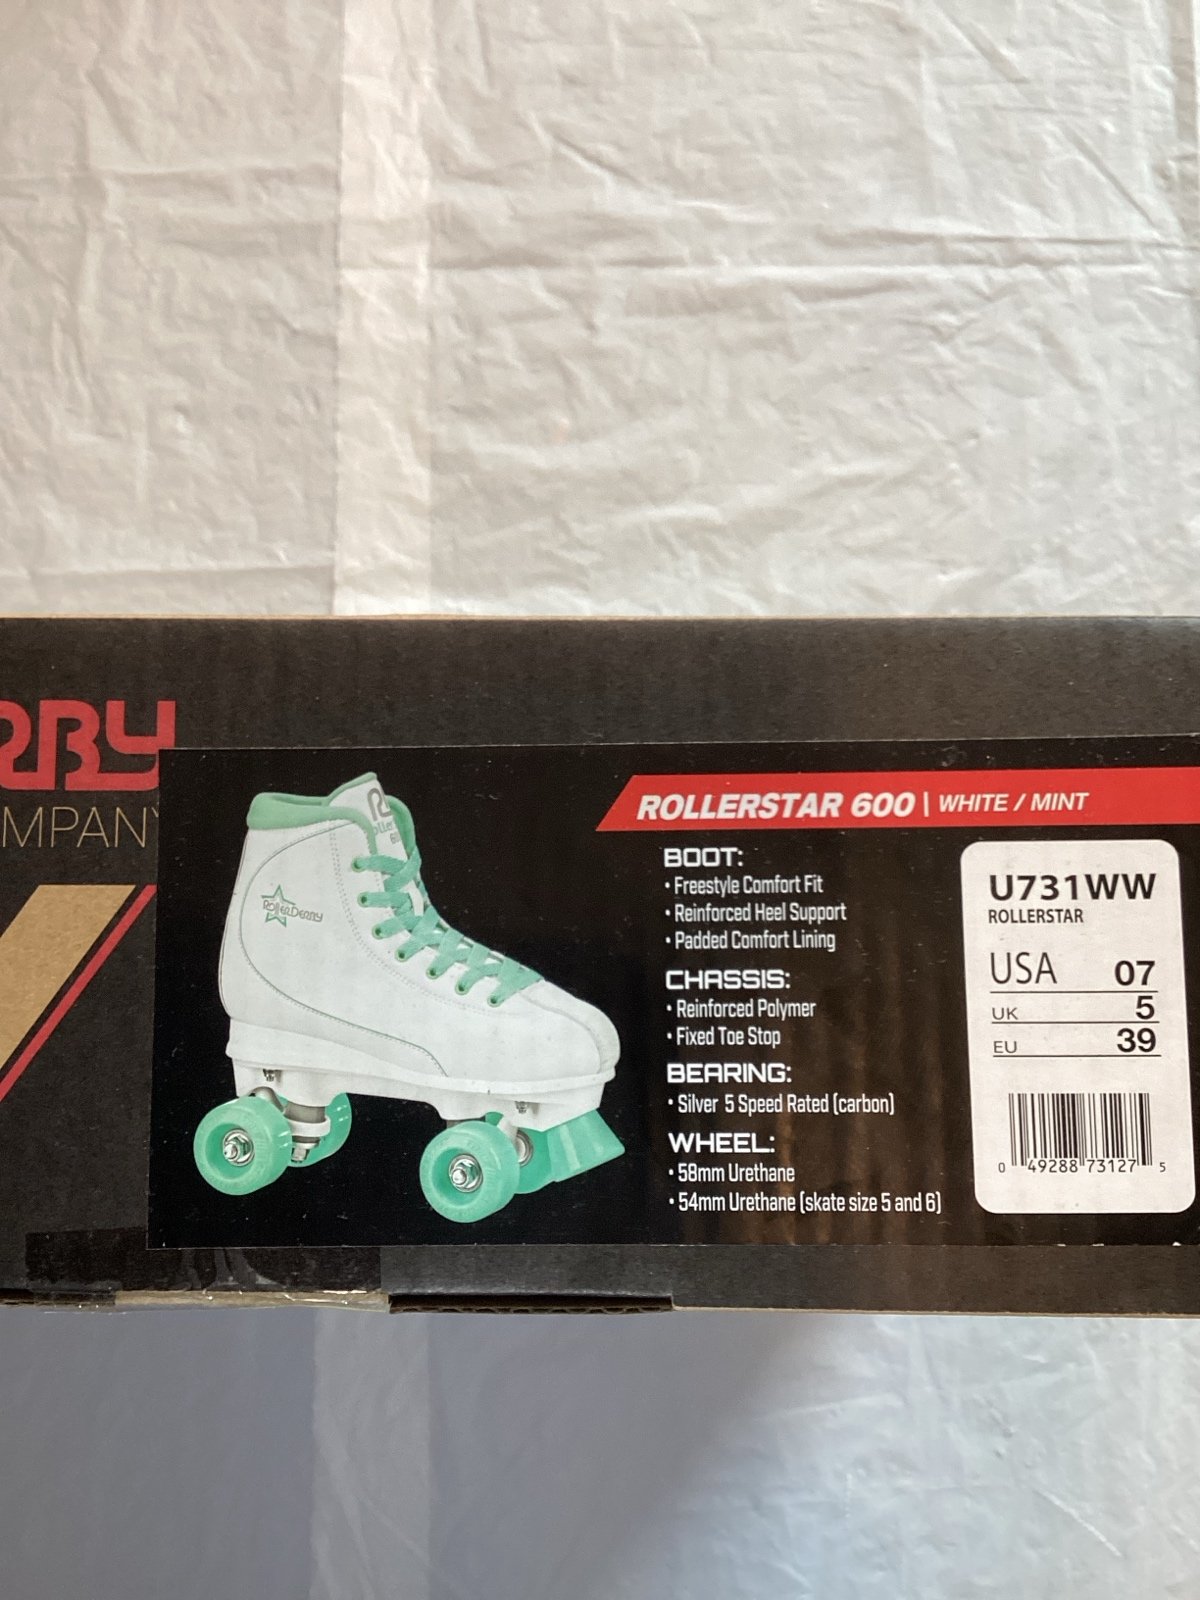 RBY
MPANY
ROLLERSTAR 600 | WHITE / MINT
BOOT:
• Freestyle Comfort Fit
• Reinforced Heel Support
• Padded Comfort Lining
CHASSIS:
• Reinforced Polymer
• Fixed Toe Stop
BEARING:
• Silver 5 Speed Rated (carbon)
WHEEL:
• 58mm Urethane
• 54mm Urethane (skate size 5 and 6)
U731WW
ROLLERSTAR
USA 07
UK 5
EU 39
0 49288 73127 5
ROLLER DERBY